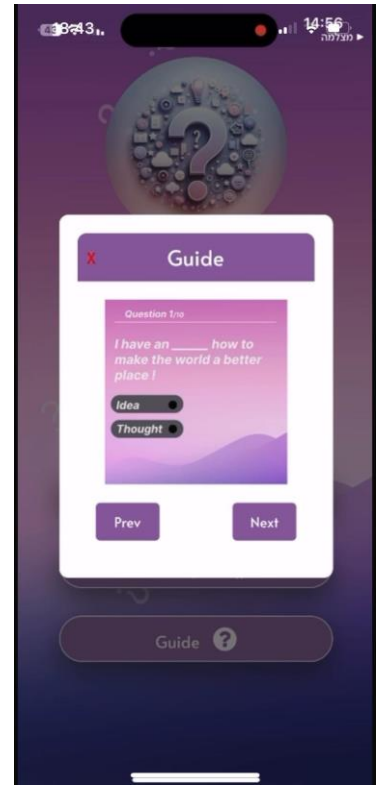 14:56
מצלמה
X
Guide
Question 1/10
I have an _____ how to
make the world a better
place !
Idea
Thought
Prev
Next
Guide ?